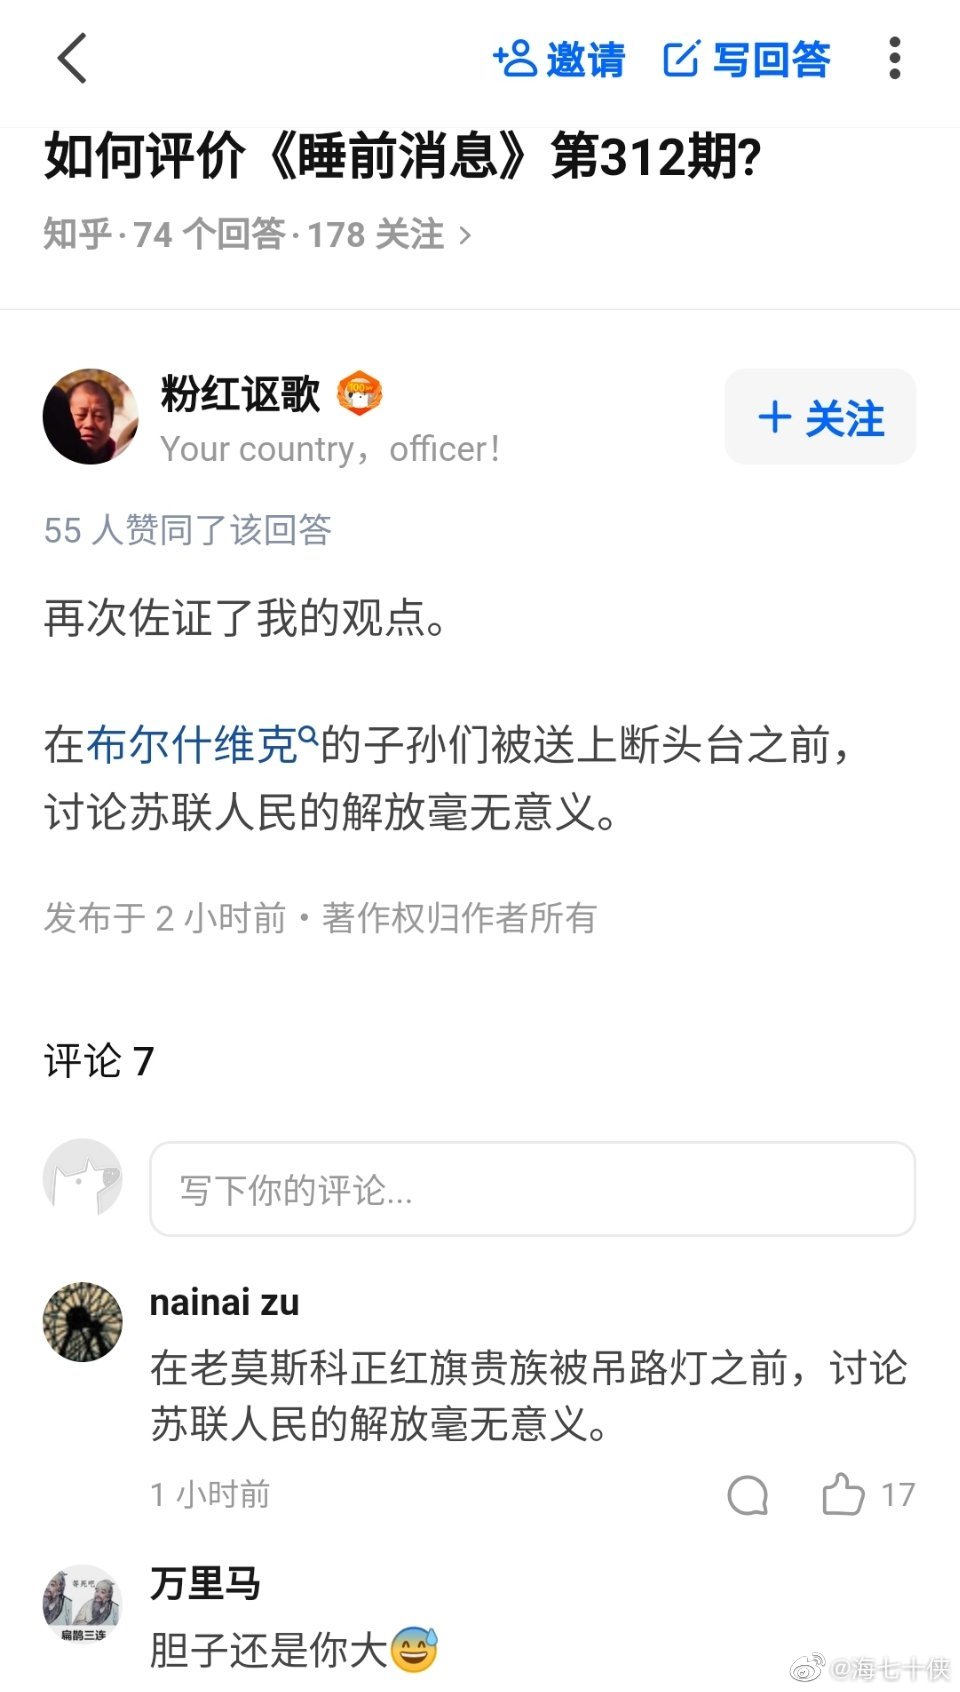 邀请 写回答
如何评价《睡前消息》第312期?
知乎·74 个回答·178 关注 >
粉红讴歌
Your country，officer！
+ 关注
55 人赞同了该回答
再次佐证了我的观点。
在布尔什维克的子孙们被送上断头台之前，
讨论苏联人民的解放毫无意义。
发布于 2 小时前・著作权归作者所有
评论 7
写下你的评论...
nainai zu
在老莫斯科正红旗贵族被吊路灯之前，讨论
苏联人民的解放毫无意义。
1 小时前
17
等死吧
扁鹊三连
万里马
胆子还是你大😅
@海七十侠